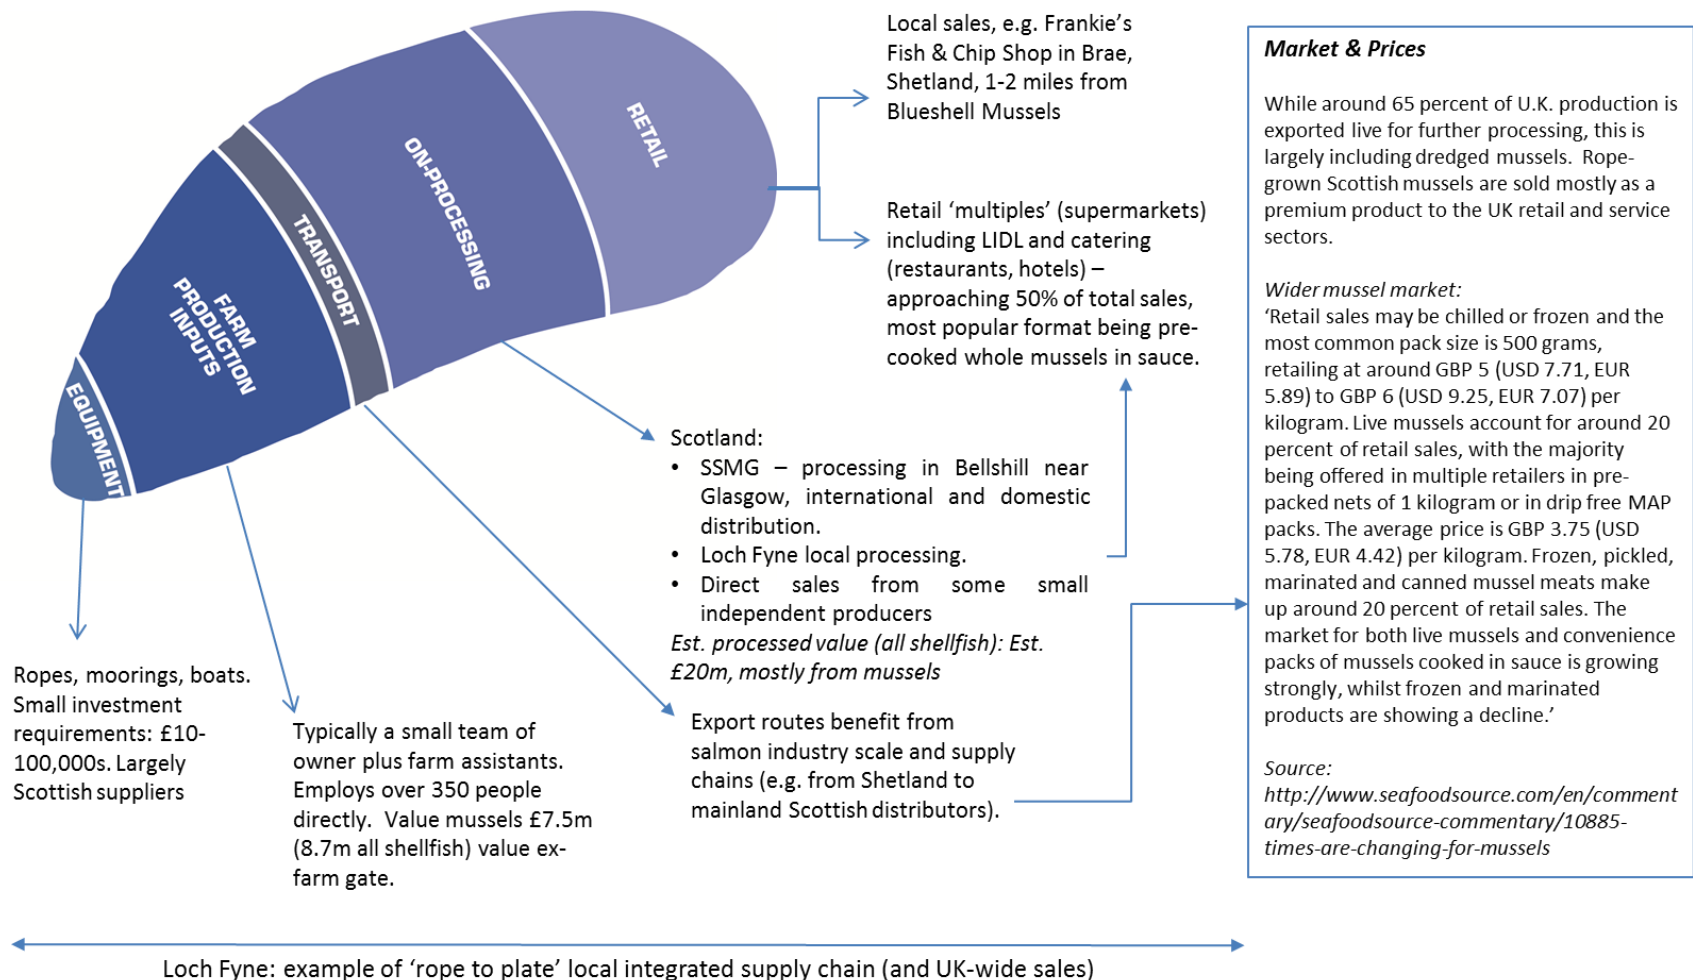 EQUIPMENT
FARM
PRODUCTION
INPUTS
TRANSPORT
ON-PROCESSING
RETAIL
Local sales, e.g. Frankie’s
Fish & Chip Shop in Brae,
Shetland, 1-2 miles from
Blueshell Mussels
Retail ‘multiples’ (supermarkets)
including LIDL and catering
(restaurants, hotels) –
approaching 50% of total sales,
most popular format being pre-
cooked whole mussels in sauce.
Scotland:
• SSMG – processing in Bellshill near
Glasgow, international and domestic
distribution.
• Loch Fyne local processing.
• Direct sales from some small
independent producers
Est. processed value (all shellfish): Est.
£20m, mostly from mussels
Ropes, moorings, boats.
Small investment
requirements: £10-
100,000s. Largely
Scottish suppliers
Typically a small team of
owner plus farm assistants.
Employs over 350 people
directly. Value mussels £7.5m
(8.7m all shellfish) value ex-
farm gate.
Export routes benefit from
salmon industry scale and supply
chains (e.g. from Shetland to
mainland Scottish distributors).
Market & Prices
While around 65 percent of U.K. production is
exported live for further processing, this is
largely including dredged mussels. Rope-
grown Scottish mussels are sold mostly as a
premium product to the UK retail and service
sectors.
Wider mussel market:
‘Retail sales may be chilled or frozen and the
most common pack size is 500 grams,
retailing at around GBP 5 (USD 7.71, EUR
5.89) to GBP 6 (USD 9.25, EUR 7.07) per
kilogram. Live mussels account for around 20
percent of retail sales, with the majority
being offered in multiple retailers in pre-
packed nets of 1 kilogram or in drip free MAP
packs. The average price is GBP 3.75 (USD
5.78, EUR 4.42) per kilogram. Frozen, pickled,
marinated and canned mussel meats make
up around 20 percent of retail sales. The
market for both live mussels and convenience
packs of mussels cooked in sauce is growing
strongly, whilst frozen and marinated
products are showing a decline.’
Source:
http://www.seafoodsource.com/en/comment
ary/seafoodsource-commentary/10885-
times-are-changing-for-mussels
Loch Fyne: example of ‘rope to plate’ local integrated supply chain (and UK-wide sales)